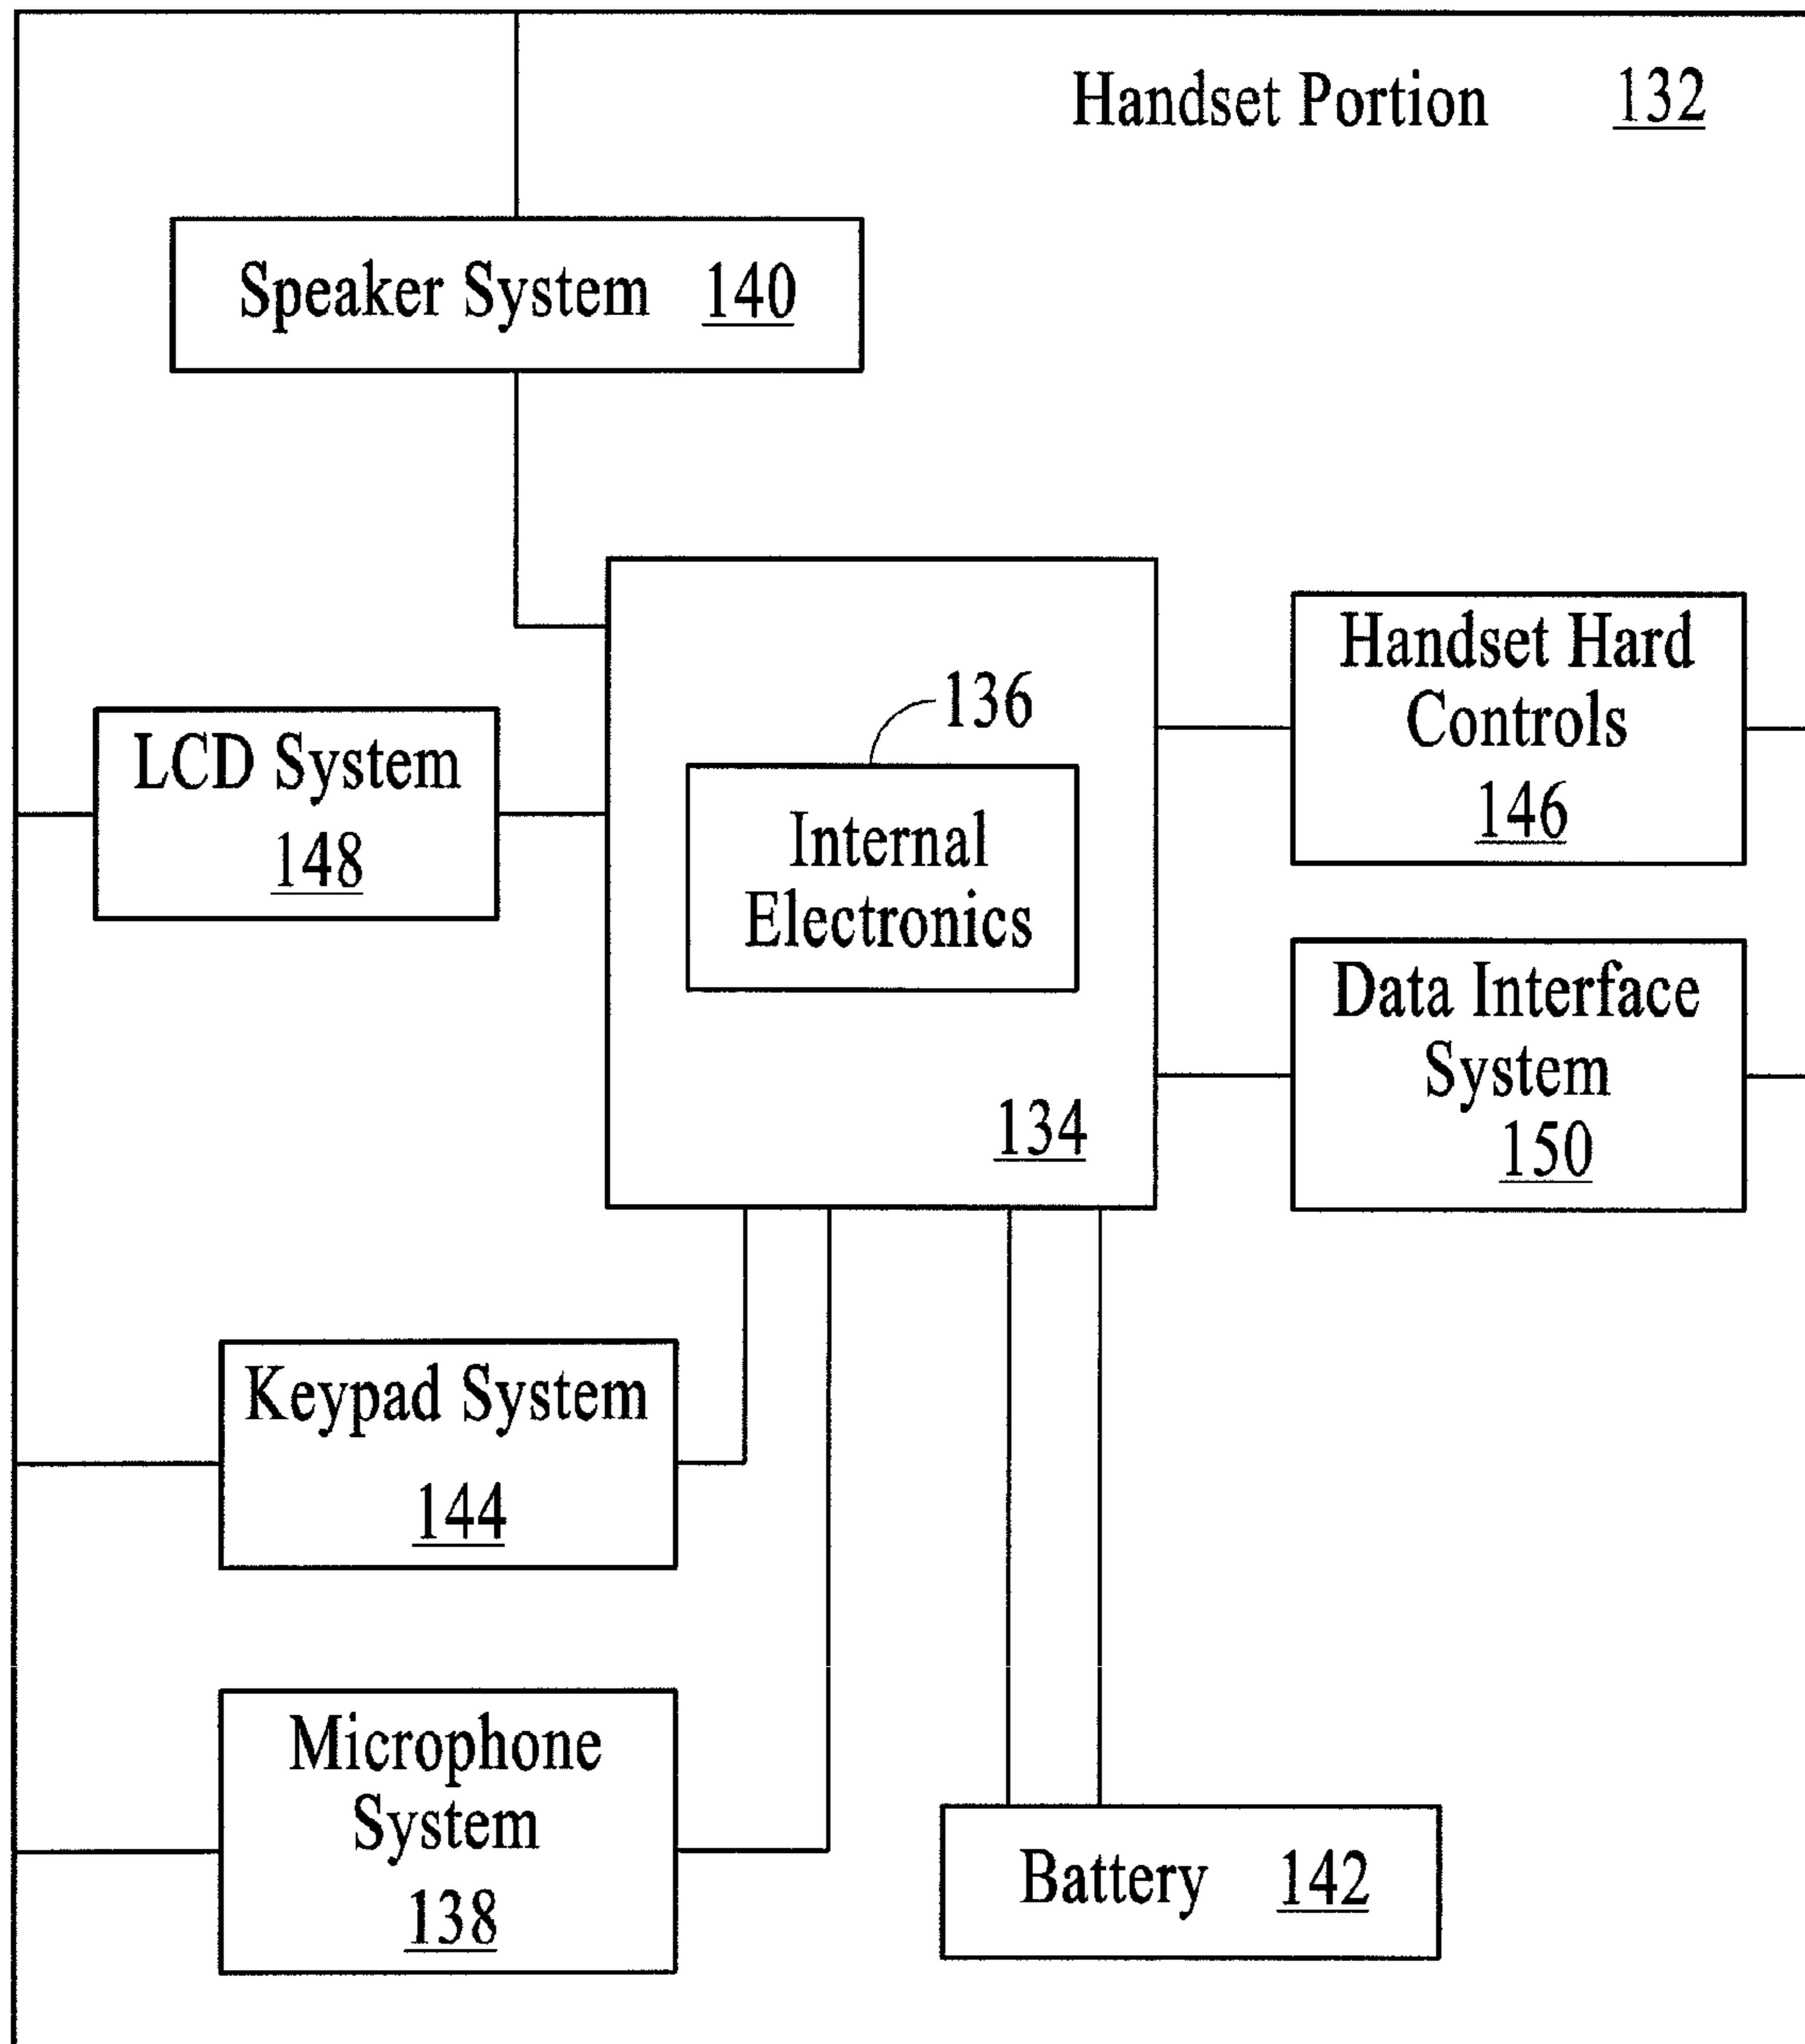 Handset Portion 132
Speaker System 140
Handset Hard
Controls
146
136
LCD System
148
Internal
Electronics
Data Interface
System
150
134
Keypad System
144
Microphone
System
138
Battery 142